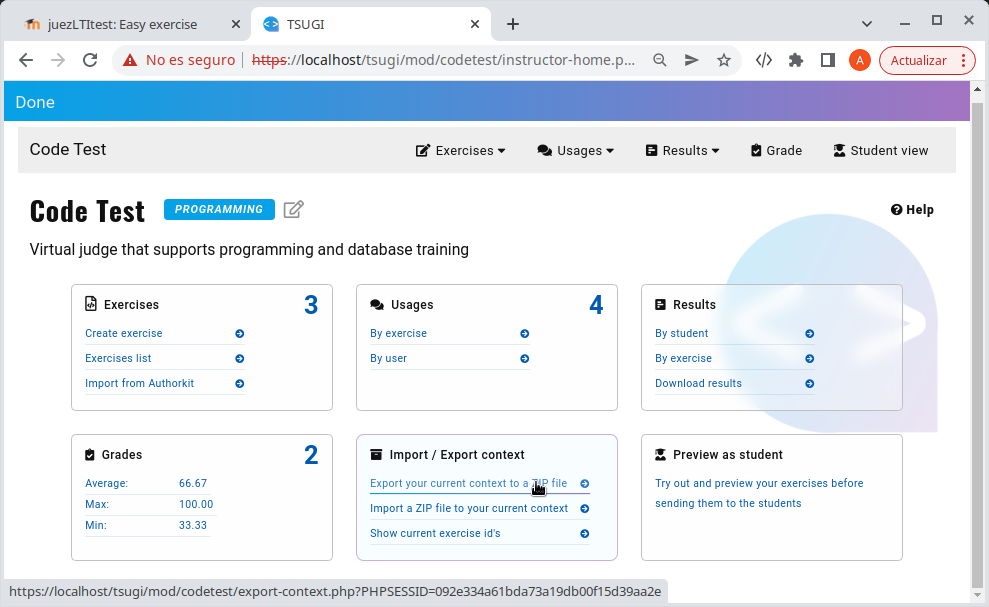 juezLTItest: Easy exercise
TSUGI
No es seguro
https://localhost/tsugi/mod/codetest/instructor-home.p...
A
Actualizar
Done
Code Test
Exercises
Usages
Results
Grade
Student view
Code Test
PROGRAMMING
Help
Virtual judge that supports programming and database training
Exercises
3
Create exercise
Exercises list
Import from Authorkit
Usages
4
By exercise
By user
Results
By student
By exercise
Download results
Grades
2
Average: 66.67
Max: 100.00
Min: 33.33
Import / Export context
Export your current context to a ZIP file
Import a ZIP file to your current context
Show current exercise id's
Preview as student
Try out and preview your exercises before
sending them to the students
https://localhost/tsugi/mod/codetest/export-context.php?PHPSESSID=092e334a61bda73a19db00f15d39aa2e